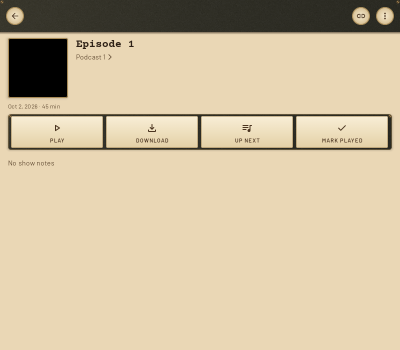 Episode 1
Podcast 1
Oct 2, 2026 · 45 min
PLAY
DOWNLOAD
UP NEXT
MARK PLAYED
No show notes